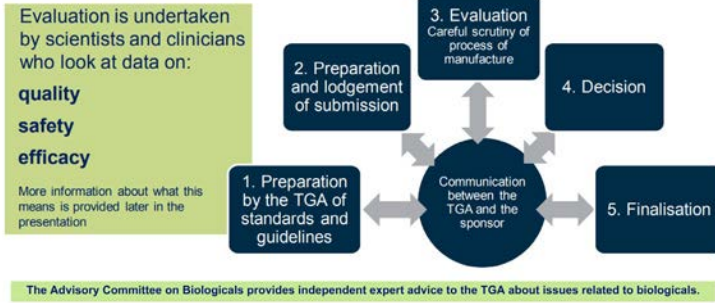 Evaluation is undertaken
by scientists and clinicians
who look at data on:
quality
safety
efficacy
More information about what this
means is provided later in the
presentation
1. Preparation
by the TGA of
standards and
guidelines
2. Preparation
and lodgement
of submission
3. Evaluation
Careful scrutiny of
process of
manufacture
4. Decision
5. Finalisation
Communication
between the
TGA and the
sponsor
The Advisory Committee on Biologicals provides independent expert advice to the TGA about issues related to biologicals.